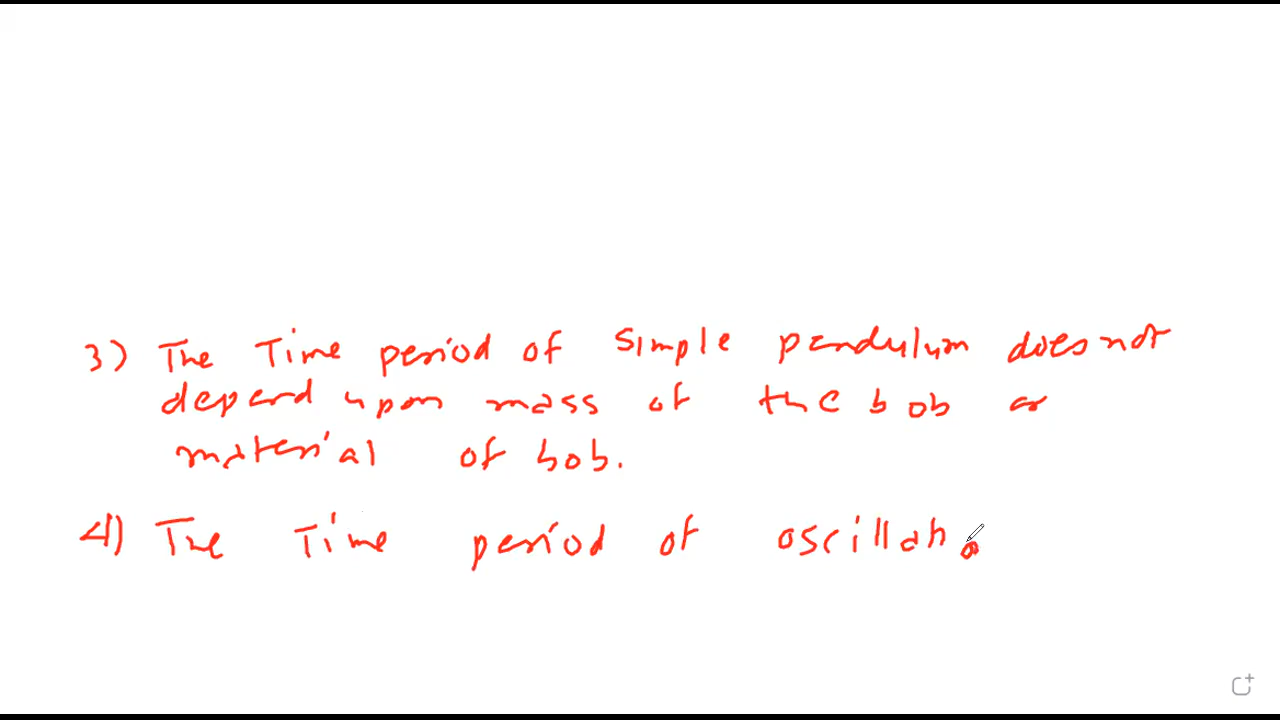 3) The Time period of simple pendulum does not
depend upon mass of the bob or
material of bob.
4) The Time period of oscillatio